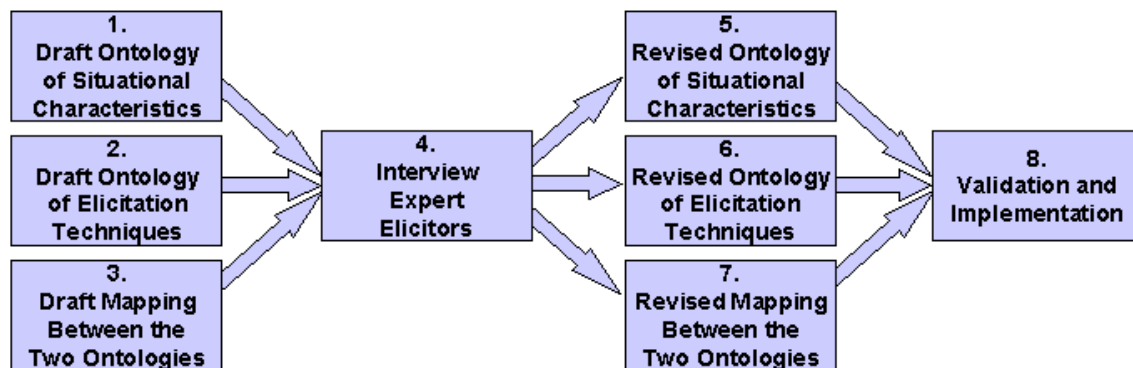 1.
Draft Ontology
of Situational
Characteristics
2.
Draft Ontology
of Elicitation
Techniques
3.
Draft Mapping
Between the
Two Ontologies
4.
Interview
Expert
Elicitors
5.
Revised Ontology
of Situational
Characteristics
6.
Revised Ontology
of Elicitation
Techniques
7.
Revised Mapping
Between the
Two Ontologies
8.
Validation and
Implementation